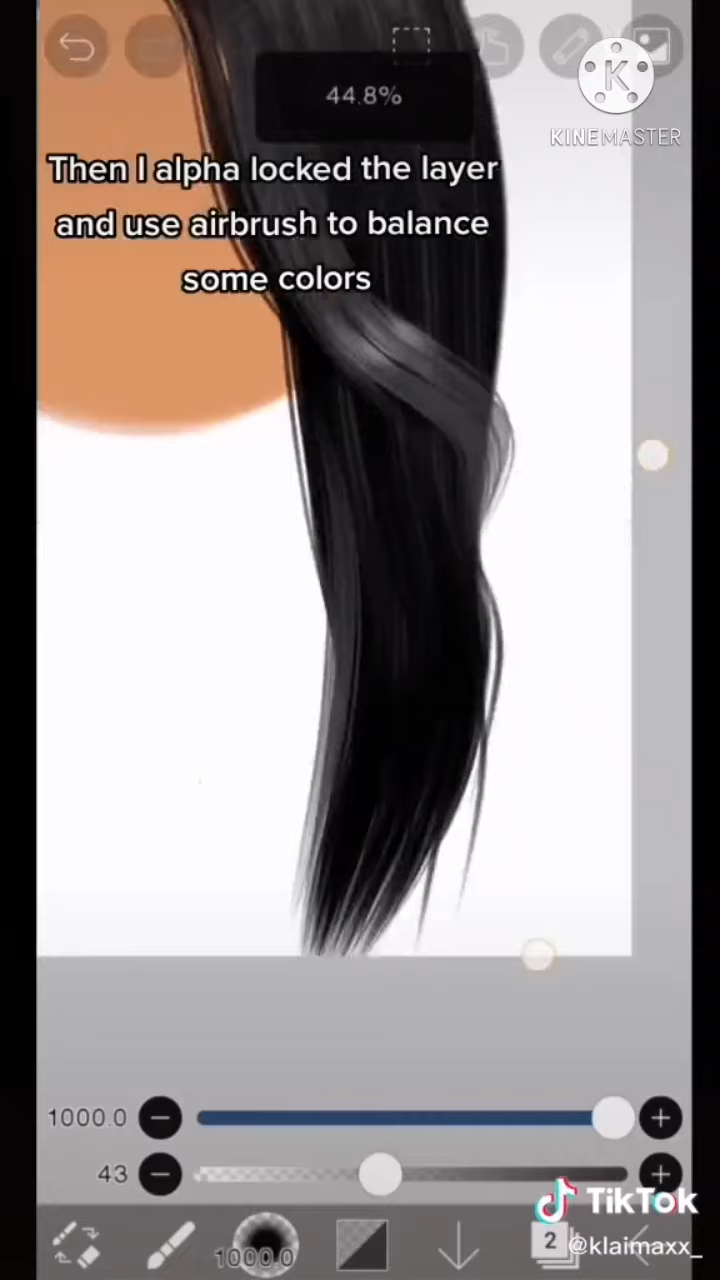 44.8%
K
KINEMASTER
Then I alpha locked the layer
and use airbrush to balance
some colors
1000.0
43
1000.0
2
TikTok
@klaimaxx_